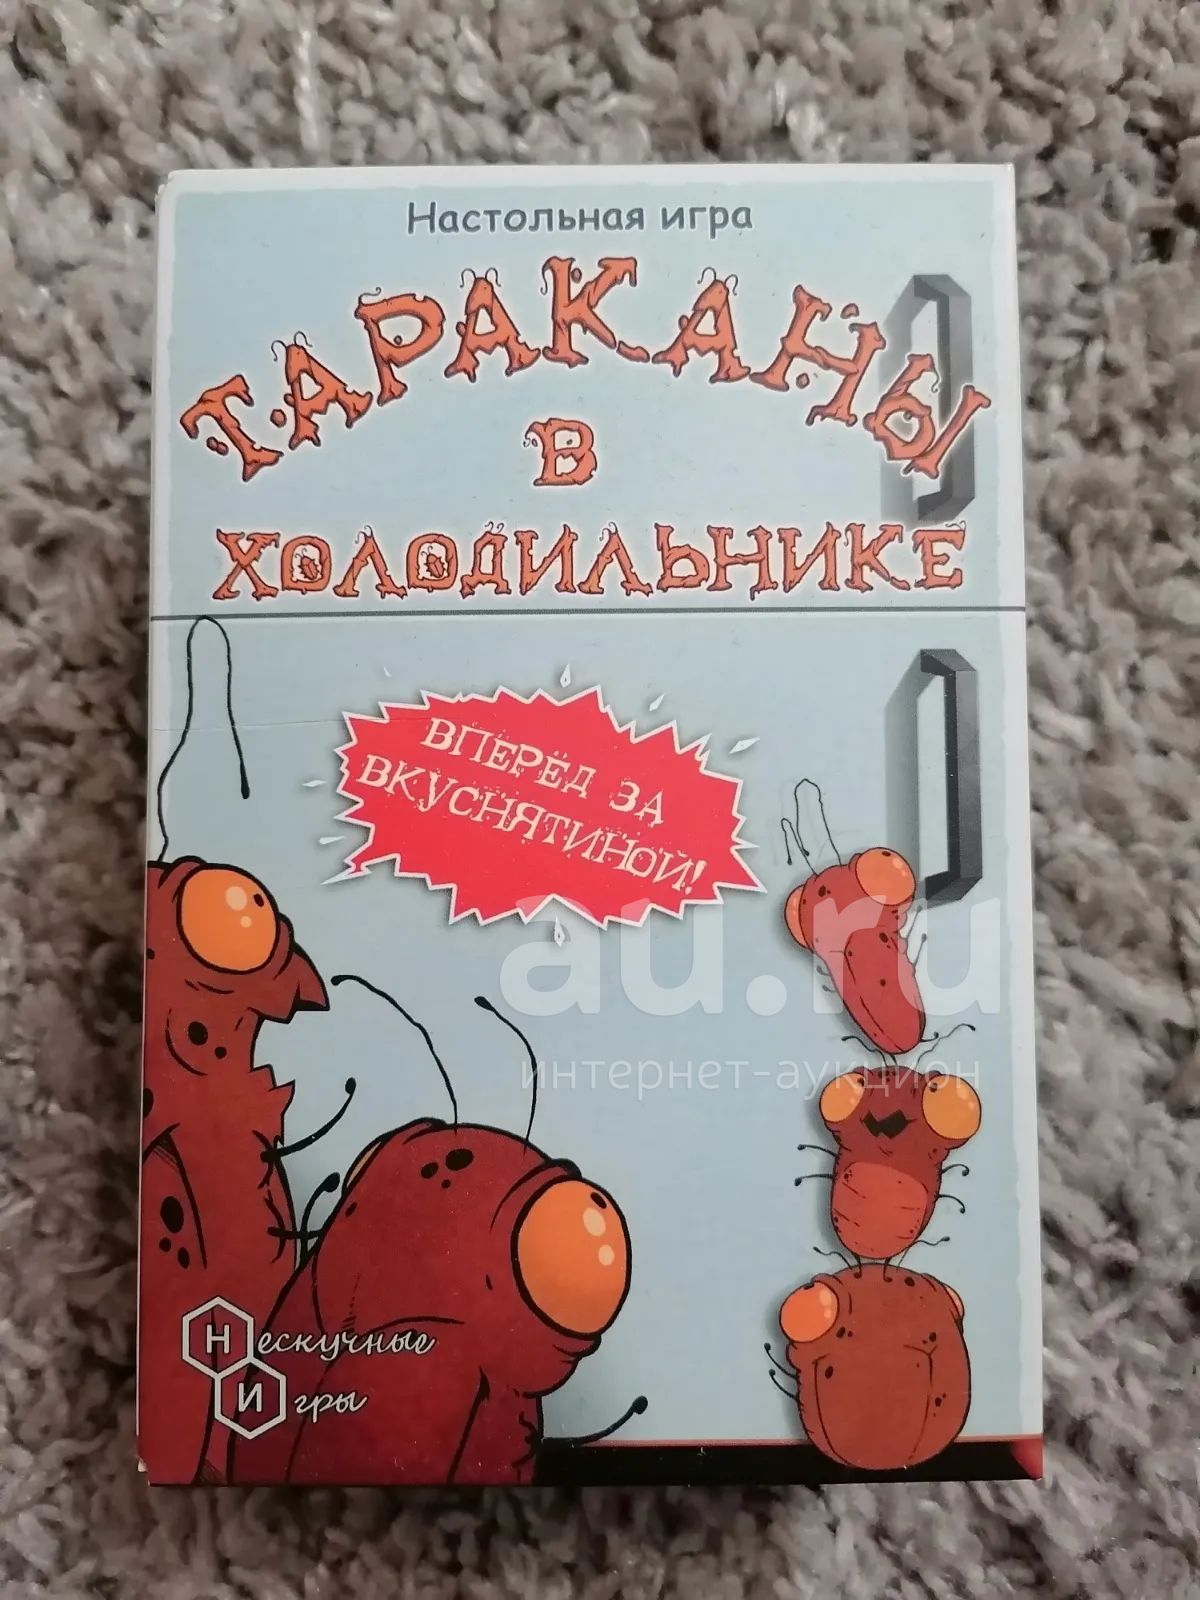 Настольная игра
ТАРАКАНЫ
В
ХОЛОДИЛЬНИКЕ
ВПЕРЁД ЗА
ВКУСНЯТИНОЙ!
au.ru
интернет-аукцион
Нескучные
Игры